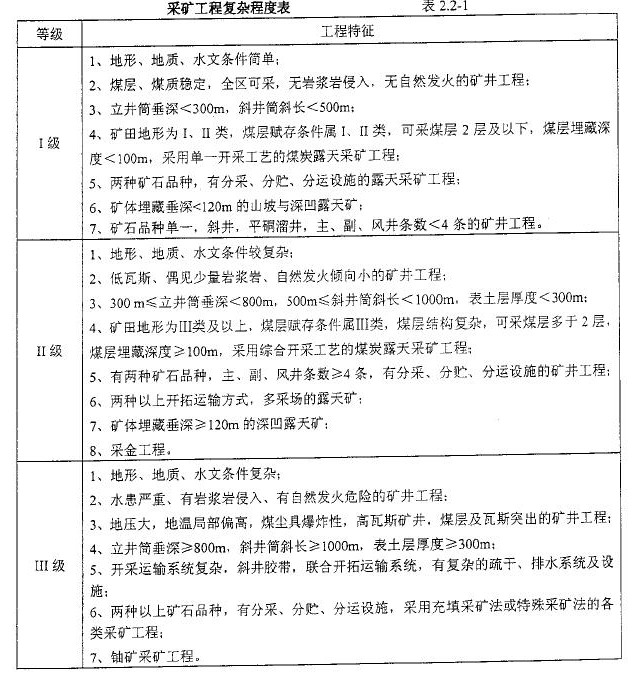 采矿工程复杂程度表 表 2.2-1
等级 工程特征
I 级
1、地形、地质、水文条件简单；
2、煤层、煤质稳定，全区可采，无岩浆岩侵入，无自然发火的矿井工程；
3、立井筒垂深＜300m，斜井筒斜长＜500m；
4、矿田地形为 I、II 类，煤层赋存条件属 I、II 类，可采煤层 2 层及以下，煤层埋藏深
度＜100m，采用单一开采工艺的煤炭露天采矿工程；
5、两种矿石品种，有分采、分贮、分运设施的露天采矿工程；
6、矿体埋藏垂深<120m 的山坡与深凹露天矿；
7、矿石品种单一，斜井，平硐溜井，主、副、风井条数＜4 条的矿井工程。
II 级
1、地形、地质、水文条件较复杂；
2、低瓦斯、偶见少量岩浆岩、自然发火倾向小的矿井工程；
3、300 m≤立井筒垂深＜800m，500m≤斜井筒斜长＜1000m，表土层厚度＜300m；
4、矿田地形为III类及以上，煤层赋存条件属III类，煤层结构复杂，可采煤层多于 2 层，
煤层埋藏深度≥100m，采用综合开采工艺的煤炭露天采矿工程；
5、有两种矿石品种，主、副、风井条数≥4 条，有分采、分贮、分运设施的矿井工程；
6、两种以上开拓运输方式，多采场的露天矿；
7、矿体埋藏垂深≥120m 的深凹露天矿；
8、采金工程。
III 级
1、地形、地质、水文条件复杂；
2、水患严重、有岩浆岩侵入、有自然发火危险的矿井工程；
3、地压大，地温局部偏高，煤尘具爆炸性，高瓦斯矿井，煤层及瓦斯突出的矿井工程；
4、立井筒垂深≥800m，斜井筒斜长≥1000m，表土层厚度≥300m；
5、开采运输系统复杂，斜井胶带，联合开拓运输系统，有复杂的疏干、排水系统及设
施；
6、两种以上矿石品种，有分采、分贮、分运设施，采用充填采矿法或特殊采矿法的各
类采矿工程；
7、铀矿采矿工程。